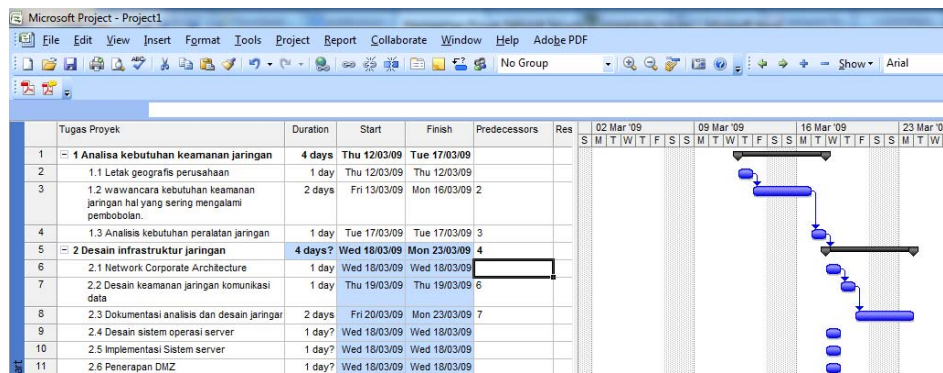 Microsoft Project - Project1
File Edit View Insert Format Tools Project Report Collaborate Window Help Adobe PDF
No Group Show Arial
Tugas Proyek Duration Start Finish Predecessors Res 02 Mar '09 09 Mar '09 16 Mar '09 23 Mar '0
S M T W T F S S M T W T F S S M T W T F S S M T W
1 1 Analisa kebutuhan keamanan jaringan 4 days Thu 12/03/09 Tue 17/03/09
2 1.1 Letak geografis perusahaan 1 day Thu 12/03/09 Thu 12/03/09
3 1.2 wawancara kebutuhan keamanan 2 days Fri 13/03/09 Mon 16/03/09 2
jaringan hal yang sering mengalami
pembobolan.
4 1.3 Analisis kebutuhan peralatan jaringan 1 day Tue 17/03/09 Tue 17/03/09 3
5 2 Desain infrastruktur jaringan 4 days? Wed 18/03/09 Mon 23/03/09 4
6 2.1 Network Corporate Architecture 1 day Wed 18/03/09 Wed 18/03/09
7 2.2 Desain keamanan jaringan komunikasi 1 day Thu 19/03/09 Thu 19/03/09 6
data
8 2.3 Dokumentasi analisis dan desain jaringar 2 days Fri 20/03/09 Mon 23/03/09 7
9 2.4 Desain sistem operasi server 1 day? Wed 18/03/09 Wed 18/03/09
10 2.5 Implementasi Sistem server 1 day? Wed 18/03/09 Wed 18/03/09
11 2.6 Penerapan DMZ 1 day? Wed 18/03/09 Wed 18/03/09